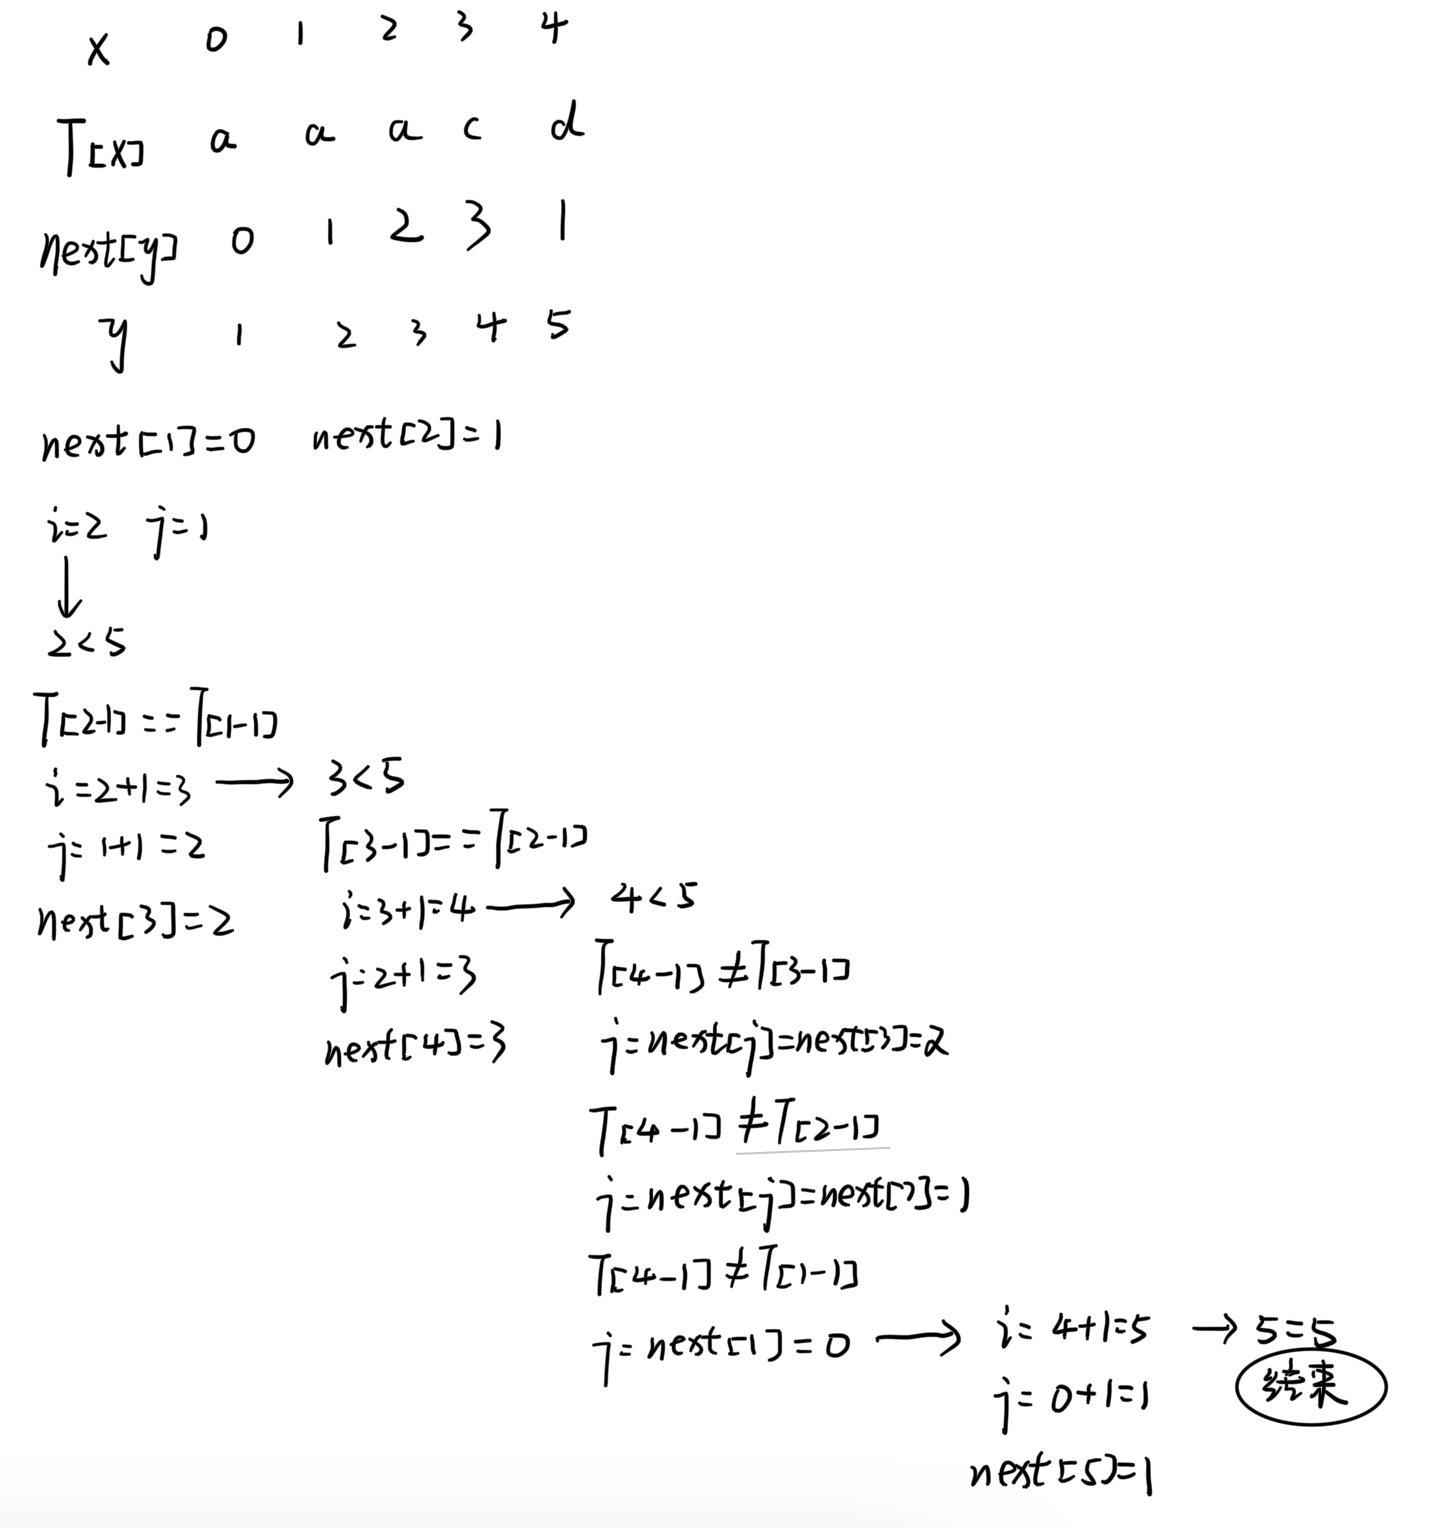 x 0 1 2 3 4
T[x] a a a c d
next[y] 0 1 2 3 1
y 1 2 3 4 5
next[1]=0 next[2]=1
i=2 j=1
↓
2<5
T[2-1]==T[1-1]
i=2+1=3 → 3<5
j=1+1=2
next[3]=2
T[3-1]==T[2-1]
i=3+1=4 → 4<5
j=2+1=3
next[4]=3
T[4-1]≠T[3-1]
j=next[j]=next[3]=2
T[4-1]≠T[2-1]
j=next[j]=next[2]=1
T[4-1]≠T[1-1]
j=next[1]=0 → i=4+1=5 → 5=5
j=0+1=1
next[5]=1
结束